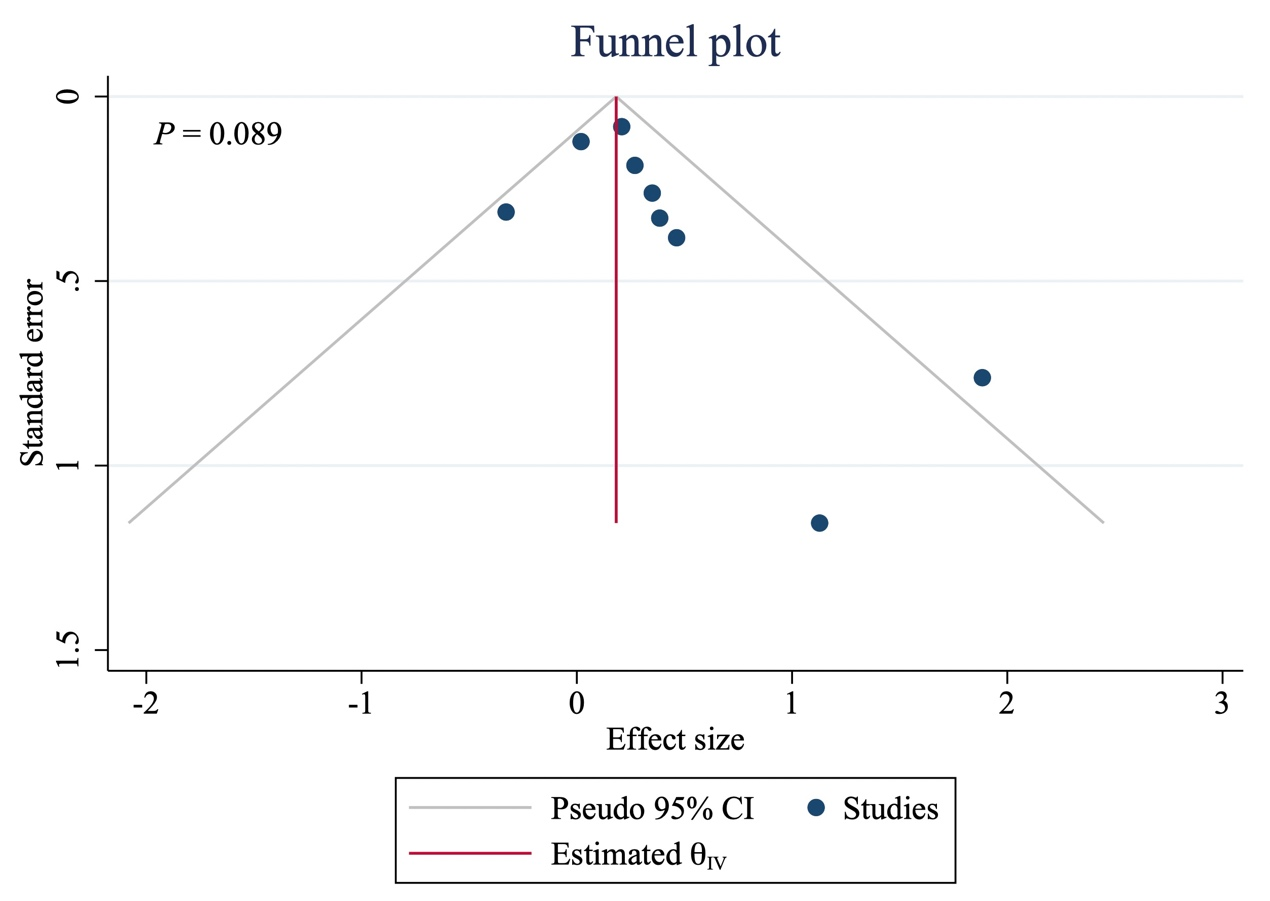 Funnel plot
P = 0.089
0
.5
1
1.5
Standard error
-2 -1 0 1 2 3
Effect size
Pseudo 95% CI Studies
Estimated θIV